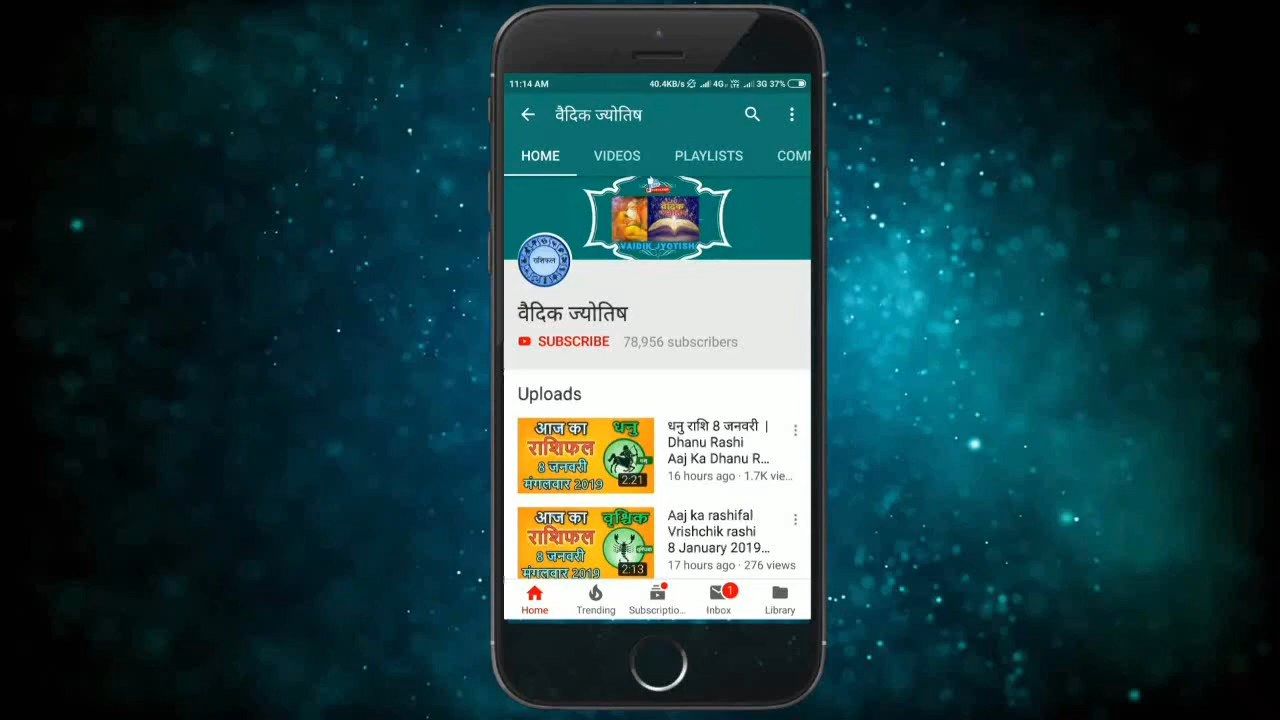 11:14 AM
40.4KB/s 4G VoLTE 3G 37%
वैदिक ज्योतिष
HOME VIDEOS PLAYLISTS COMM
वैदिक
VAIDIK JYOTISH
राशिफल
वैदिक ज्योतिष
SUBSCRIBE 78,956 subscribers
Uploads
आज का धनु
राशिफल
8 जनवरी
मंगलवार 2019
2:21
धनु राशि 8 जनवरी |
Dhanu Rashi
Aaj Ka Dhanu R...
16 hours ago · 1.7K vie...
आज का वृश्चिक
राशिफल
8 जनवरी
मंगलवार 2019
2:13
Aaj ka rashifal
Vrishchik rashi
8 January 2019...
17 hours ago · 276 views
1
Home Trending Subscriptio... Inbox Library